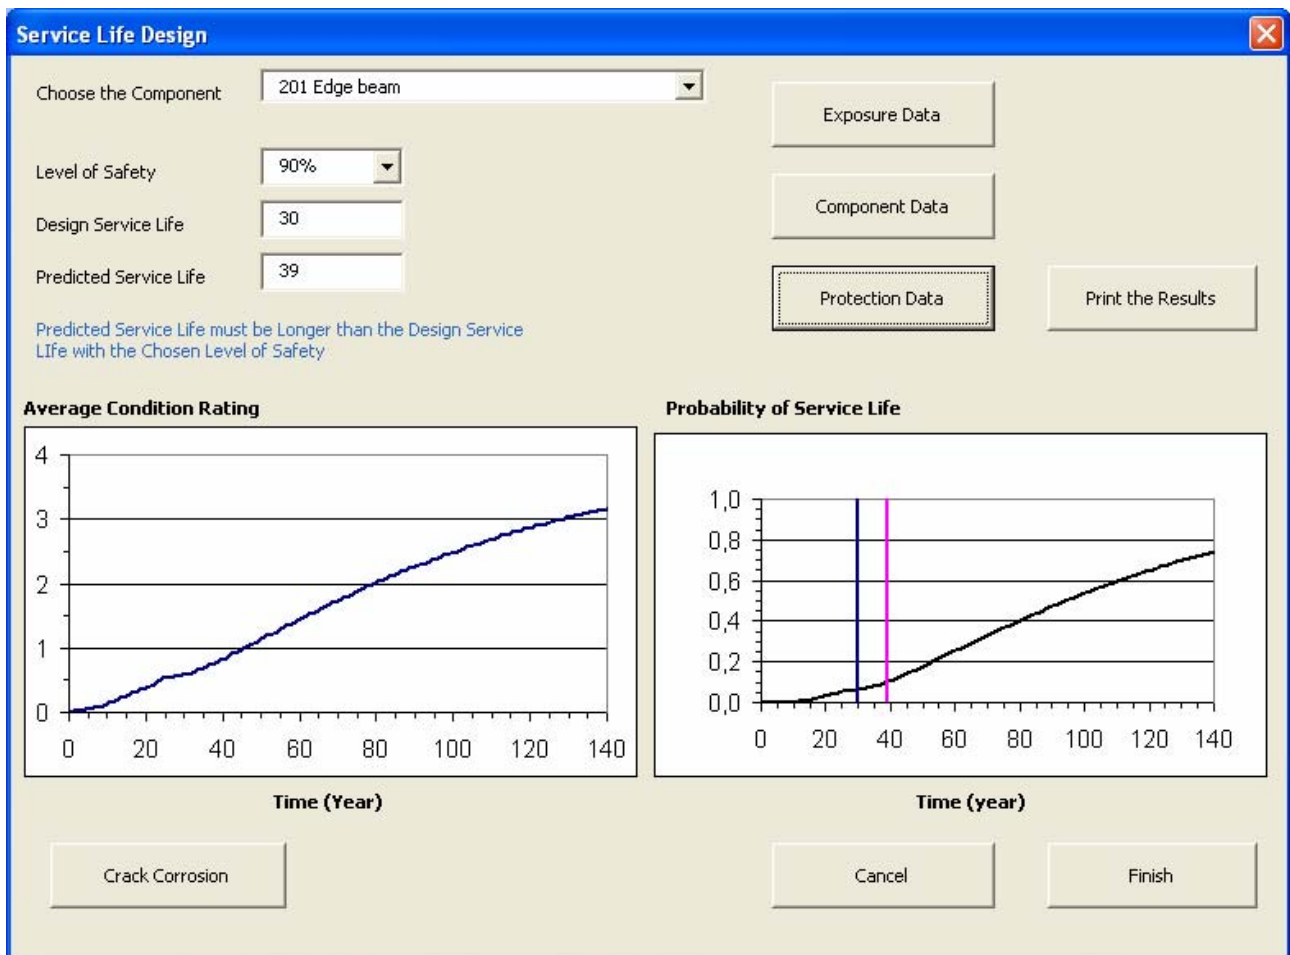 Service Life Design
Choose the Component
201 Edge beam
Exposure Data
Level of Safety
90%
Component Data
Design Service Life
30
Predicted Service Life
39
Protection Data
Print the Results
Predicted Service Life must be Longer than the Design Service
LIfe with the Chosen Level of Safety
Average Condition Rating
4
3
2
1
0
0 20 40 60 80 100 120 140
Time (Year)
Probability of Service Life
1,0
0,8
0,6
0,4
0,2
0,0
0 20 40 60 80 100 120 140
Time (year)
Crack Corrosion
Cancel
Finish